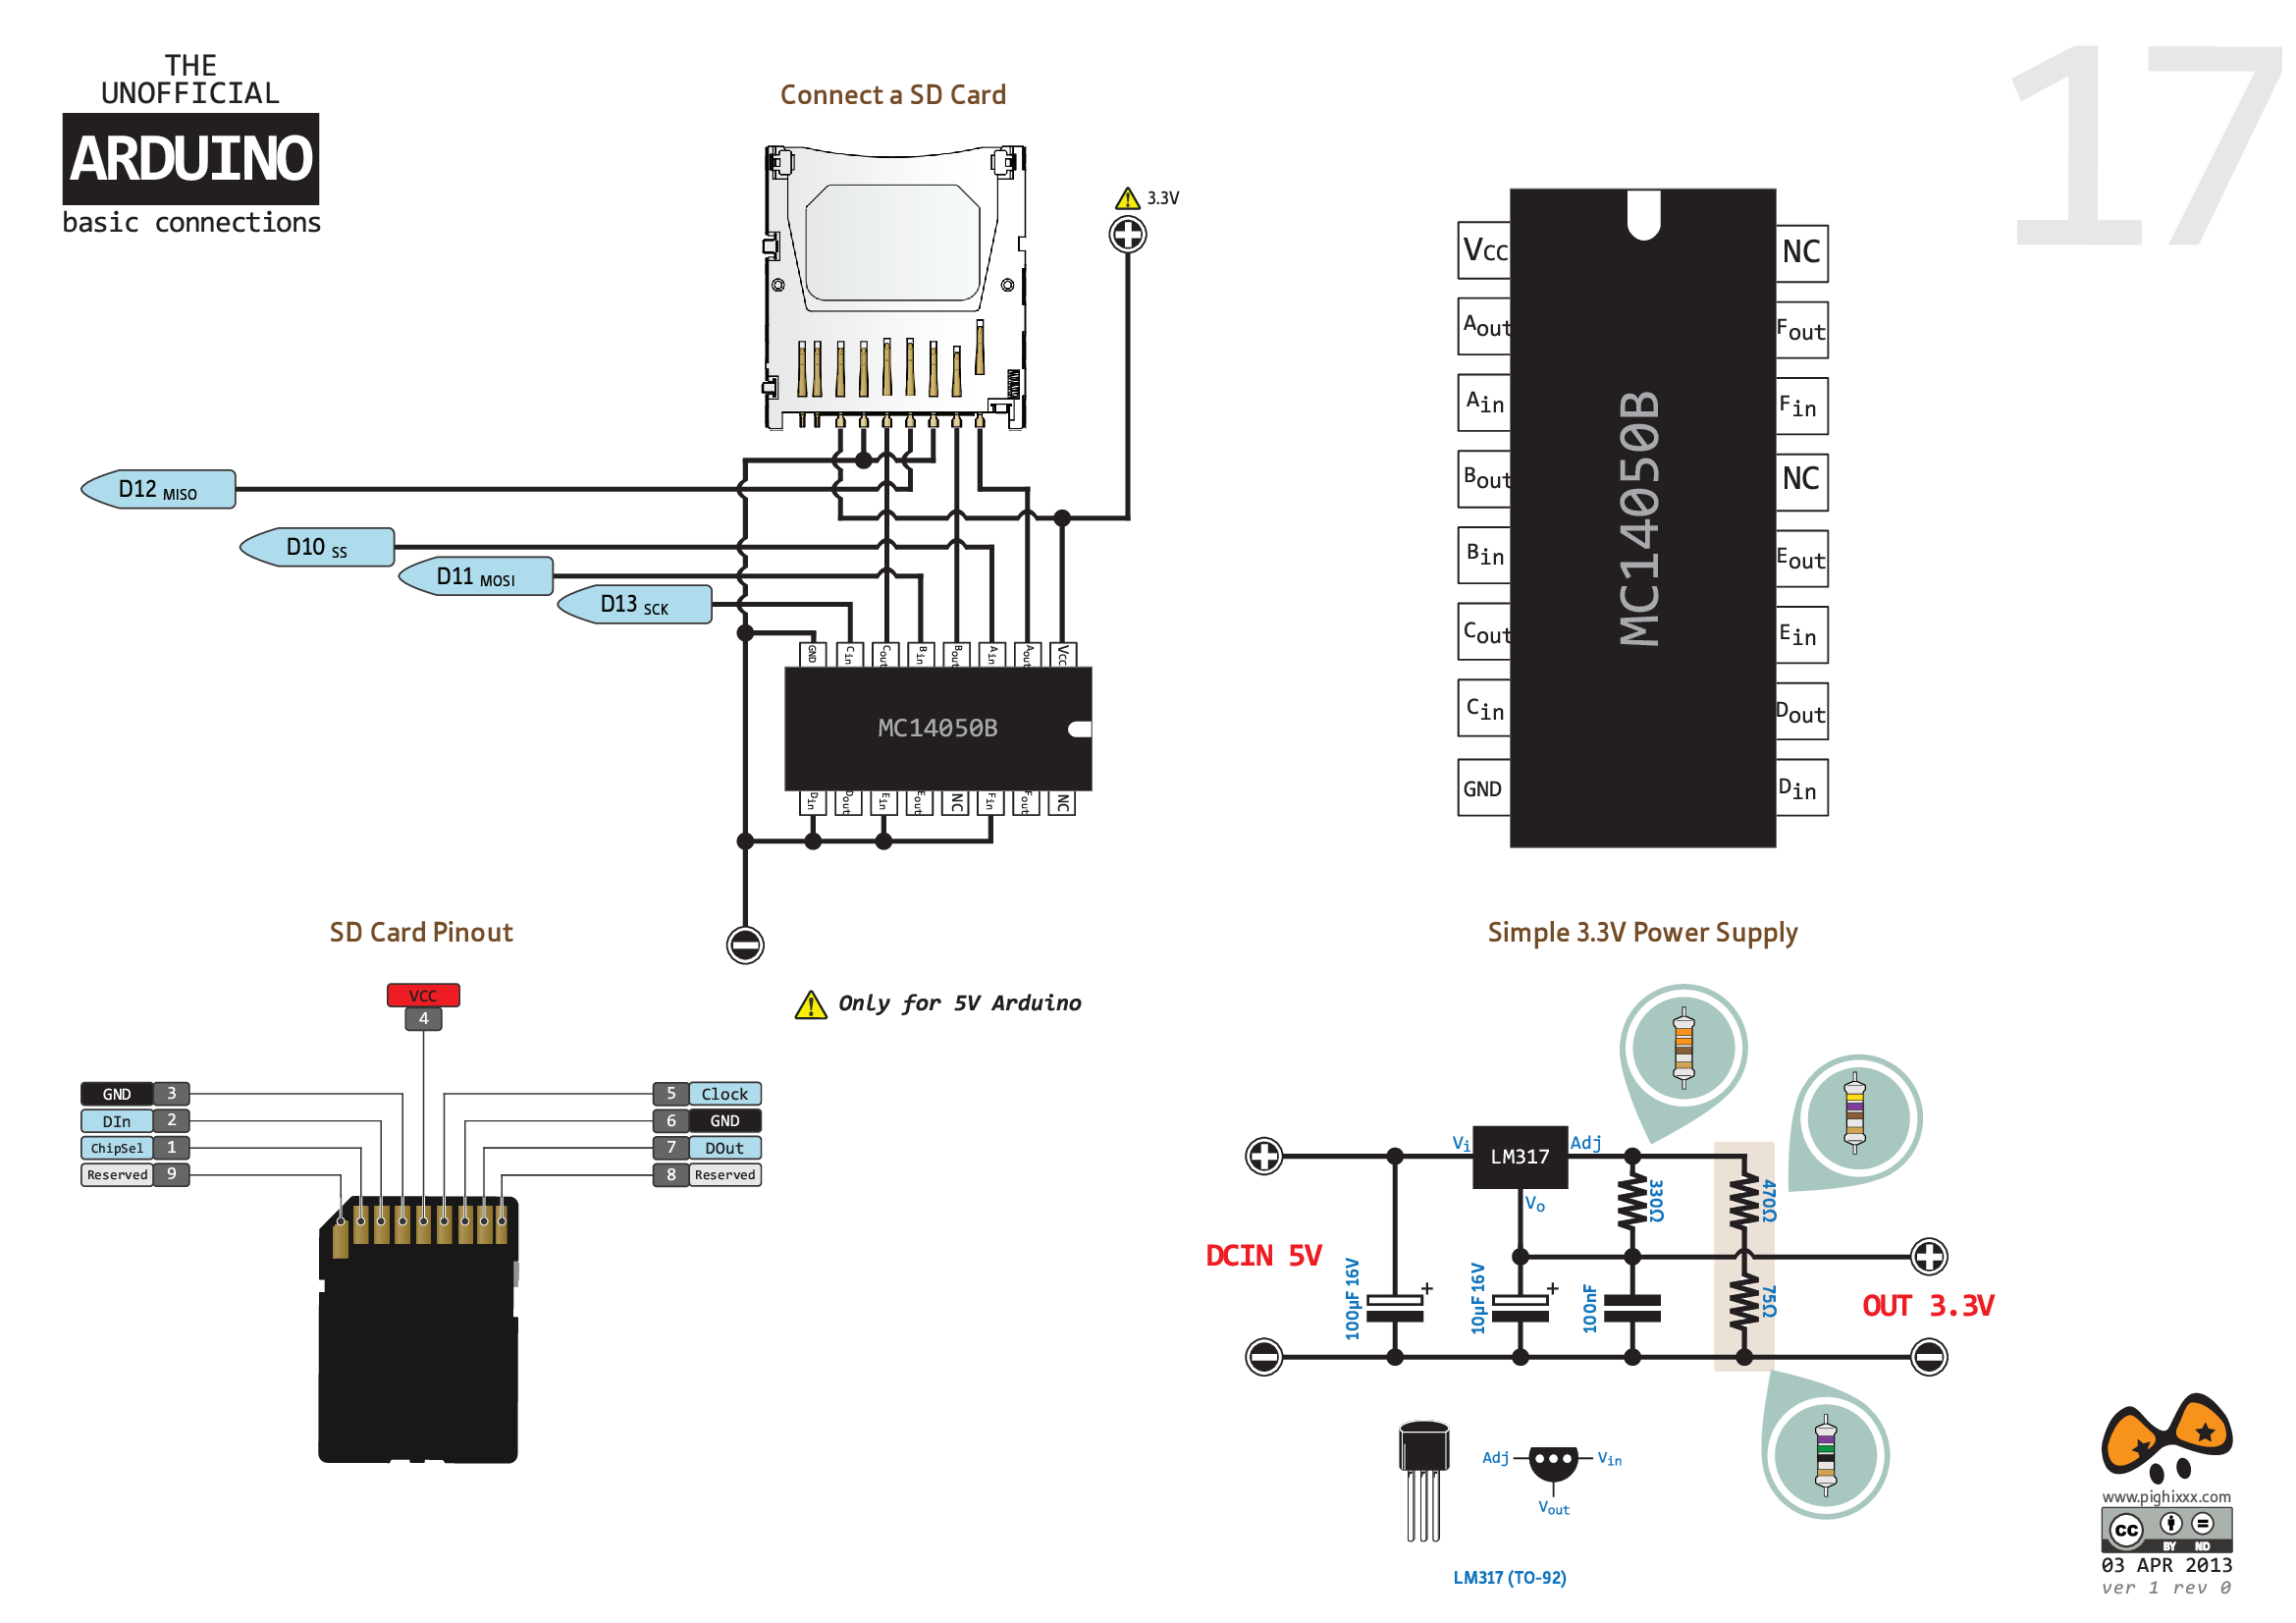 THE
UNOFFICIAL
ARDUINO
basic connections
17
Connect a SD Card
3.3V
D12 MISO
D10 SS
D11 MOSI
D13 SCK
GND
Cin
Cout
Bin
Bout
Ain
Aout
Vcc
MC14050B
Din
Dout
Ein
Eout
NC
Fin
Fout
NC
Only for 5V Arduino
Vcc
Aout
Ain
Bout
Bin
Cout
Cin
GND
MC14050B
NC
Fout
Fin
NC
Eout
Ein
Dout
Din
SD Card Pinout
VCC
4
GND 3
DIn 2
ChipSel 1
Reserved 9
5 Clock
6 GND
7 DOut
8 Reserved
Simple 3.3V Power Supply
Vi
LM317
Adj
Vo
330Ω
470Ω
DCIN 5V
100µF 16V
+
10µF 16V
+
100nF
75Ω
OUT 3.3V
Adj
Vin
Vout
LM317 (TO-92)
www.pighixxx.com
cc
BY ND
03 APR 2013
ver 1 rev 0